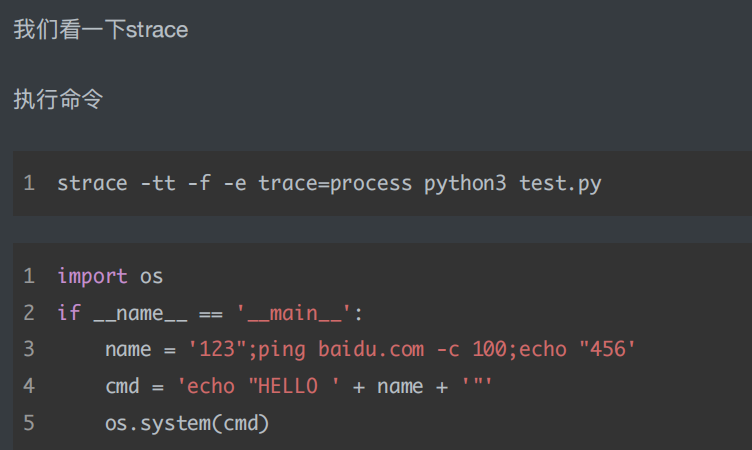 我们看一下strace
执行命令
1 strace -tt -f -e trace=process python3 test.py
1 import os
2 if __name__ == '__main__':
3     name = '123";ping baidu.com -c 100;echo "456'
4     cmd = 'echo "HELLO ' + name + '"'
5     os.system(cmd)